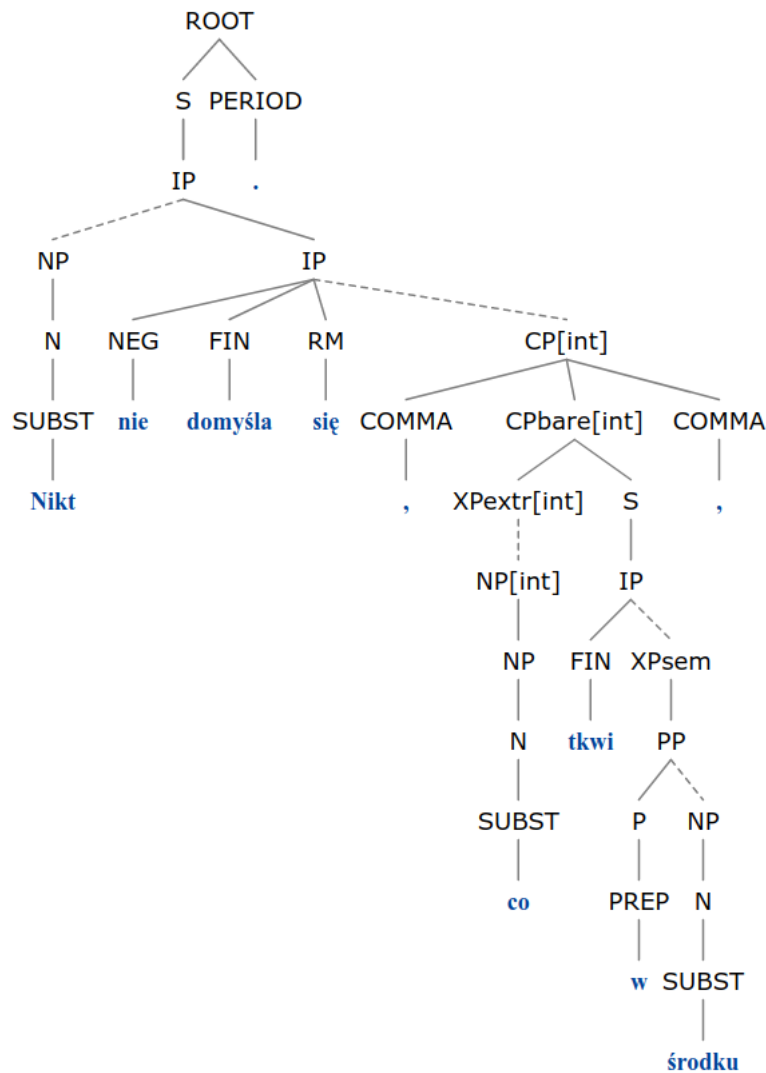 ROOT
S PERIOD
IP .
NP IP
N NEG FIN RM CP[int]
SUBST nie domyśla się COMMA CPbare[int] COMMA
Nikt , XPextr[int] S ,
NP[int] IP
NP FIN XPsem
N tkwi PP
SUBST P NP
co PREP N
w SUBST
środku